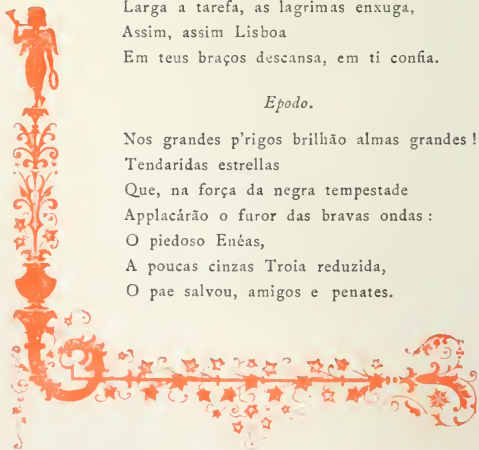 Larga a tarefa, as lagrimas enxuga,
Assim, assim Lisboa
Em teus braços descansa, em ti confia.
Epodo.
Nos grandes p'rigos brilhão almas grandes !
Tendaridas estrellas
Que, na força da negra tempestade
Applacárão o furor das bravas ondas :
O piedoso Enéas,
A poucas cinzas Troia reduzida,
O pae salvou, amigos e penates.